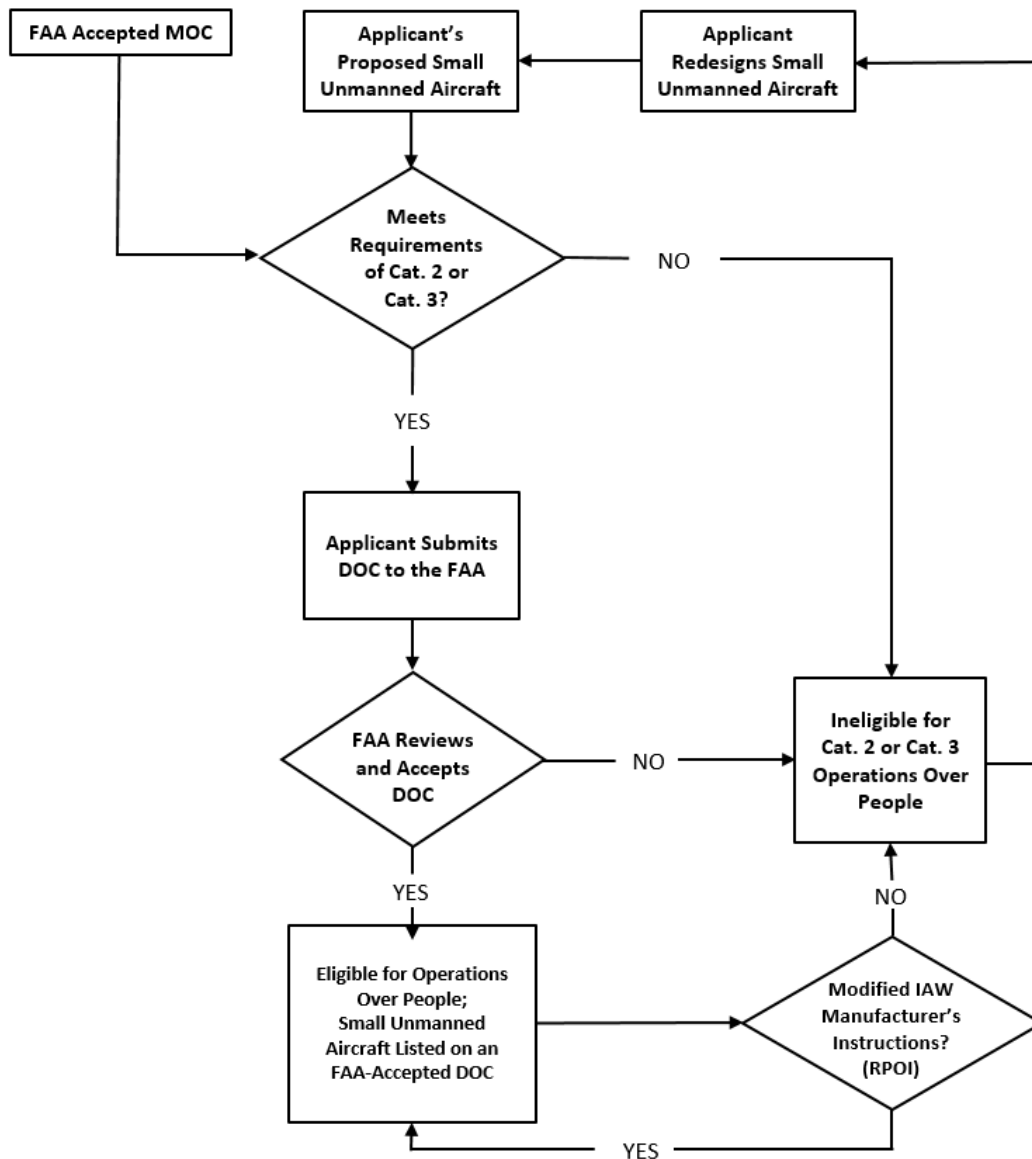 FAA Accepted MOC
Applicant's
Proposed Small
Unmanned Aircraft
Applicant
Redesigns Small
Unmanned Aircraft
Meets
Requirements
of Cat. 2 or
Cat. 3?
NO
YES
Applicant Submits
DOC to the FAA
FAA Reviews
and Accepts
DOC
NO
Ineligible for
Cat. 2 or Cat. 3
Operations Over
People
YES
NO
Eligible for Operations
Over People;
Small Unmanned
Aircraft Listed on an
FAA-Accepted DOC
Modified IAW
Manufacturer's
Instructions?
(RPOI)
YES